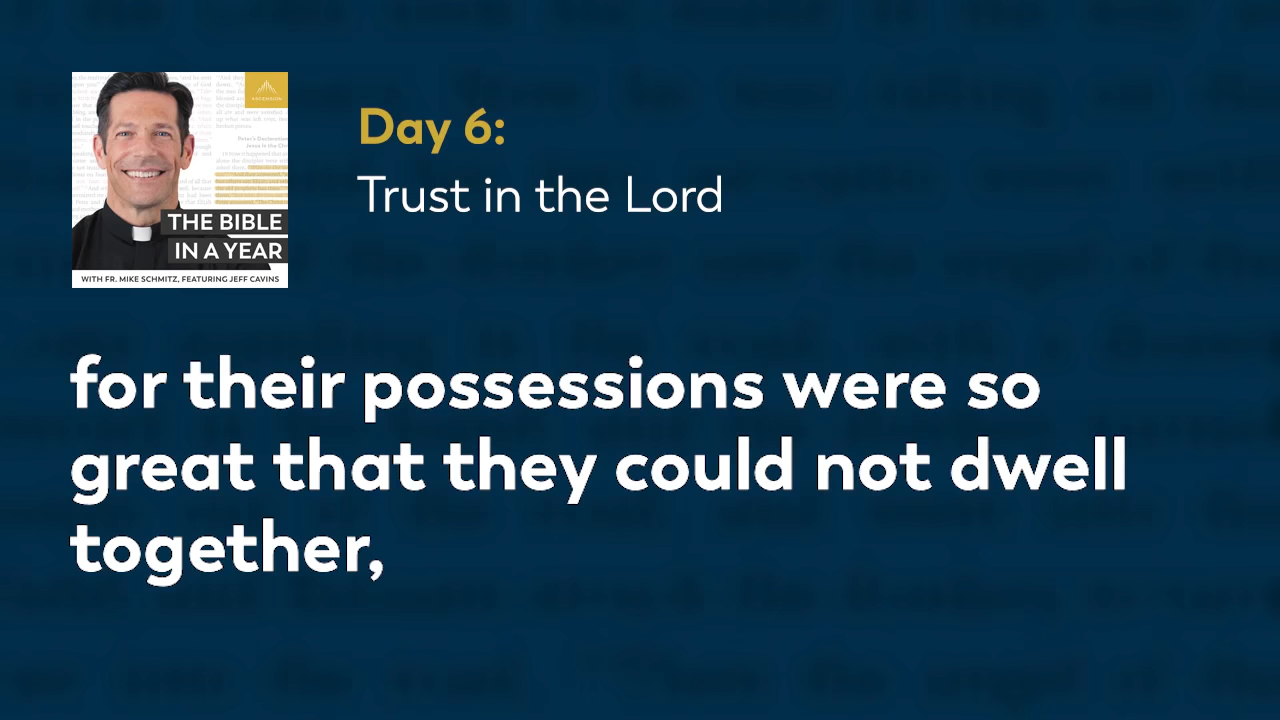 THE BIBLE
IN A YEAR
WITH FR. MIKE SCHMITZ, FEATURING JEFF CAVINS
Day 6:
Trust in the Lord
for their possessions were so
great that they could not dwell
together,